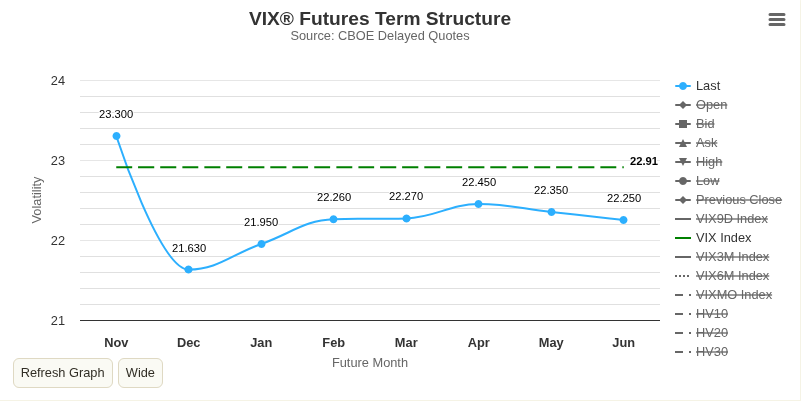 VIX® Futures Term Structure
Source: CBOE Delayed Quotes
24
23
22
21
Volatility
23.300
21.630
21.950
22.260
22.270
22.450
22.350
22.250
22.91
Nov Dec Jan Feb Mar Apr May Jun
Future Month
Last
Open
Bid
Ask
High
Low
Previous Close
VIX9D Index
VIX Index
VIX3M Index
VIX6M Index
VIXMO Index
HV10
HV20
HV30
Refresh Graph Wide